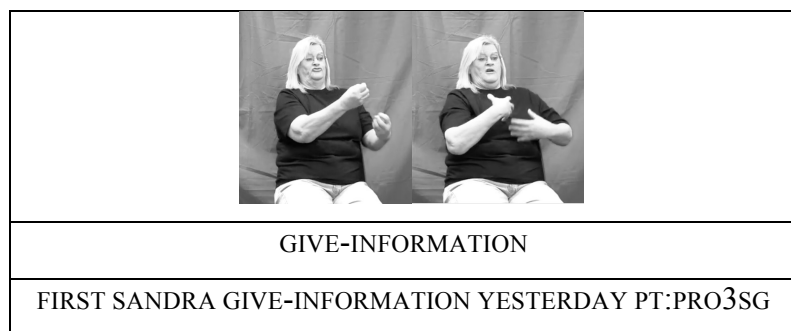 GIVE-INFORMATION
FIRST SANDRA GIVE-INFORMATION YESTERDAY PT:PRO3SG